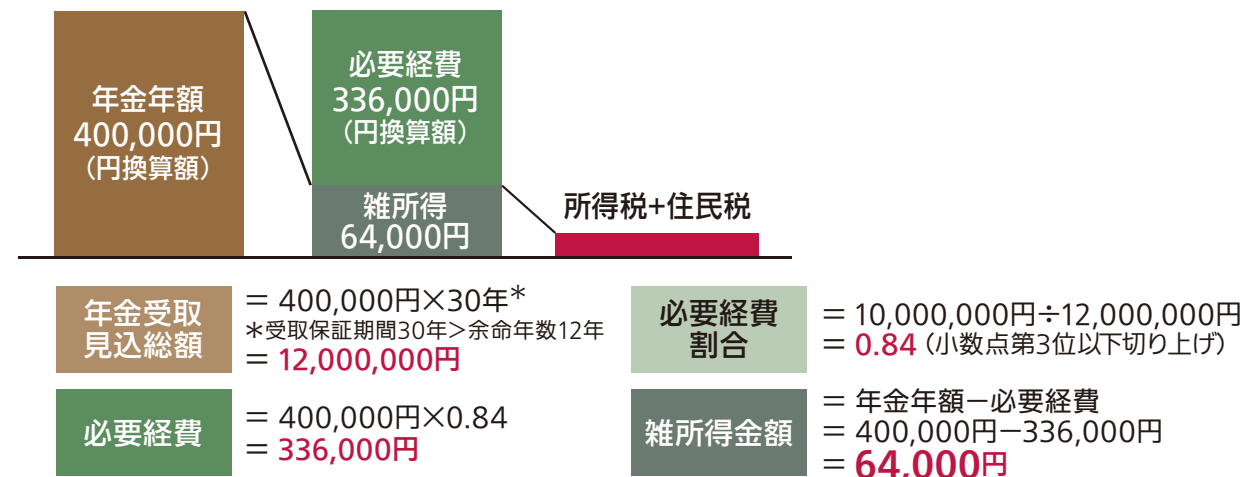 年金年額
400,000円
（円換算額）
必要経費
336,000円
（円換算額）
雑所得
64,000円
所得税+住民税
年金受取
見込総額
＝ 400,000円×30年＊
＊受取保証期間30年＞余命年数12年
＝ 12,000,000円
必要経費
割合
＝ 10,000,000円÷12,000,000円
＝ 0.84（小数点第3位以下切り上げ）
必要経費
＝ 400,000円×0.84
＝ 336,000円
雑所得金額
＝ 年金年額－必要経費
＝ 400,000円－336,000円
＝ 64,000円